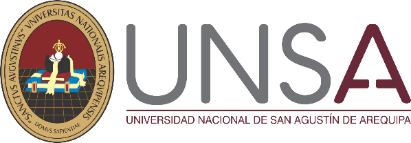 "SANCTUS AUGUSTINUS" UNIVERSITAS NATIONALIS AREQUIPENSIS
UNSA
UNIVERSIDAD NACIONAL DE SAN AGUSTÍN DE AREQUIPA